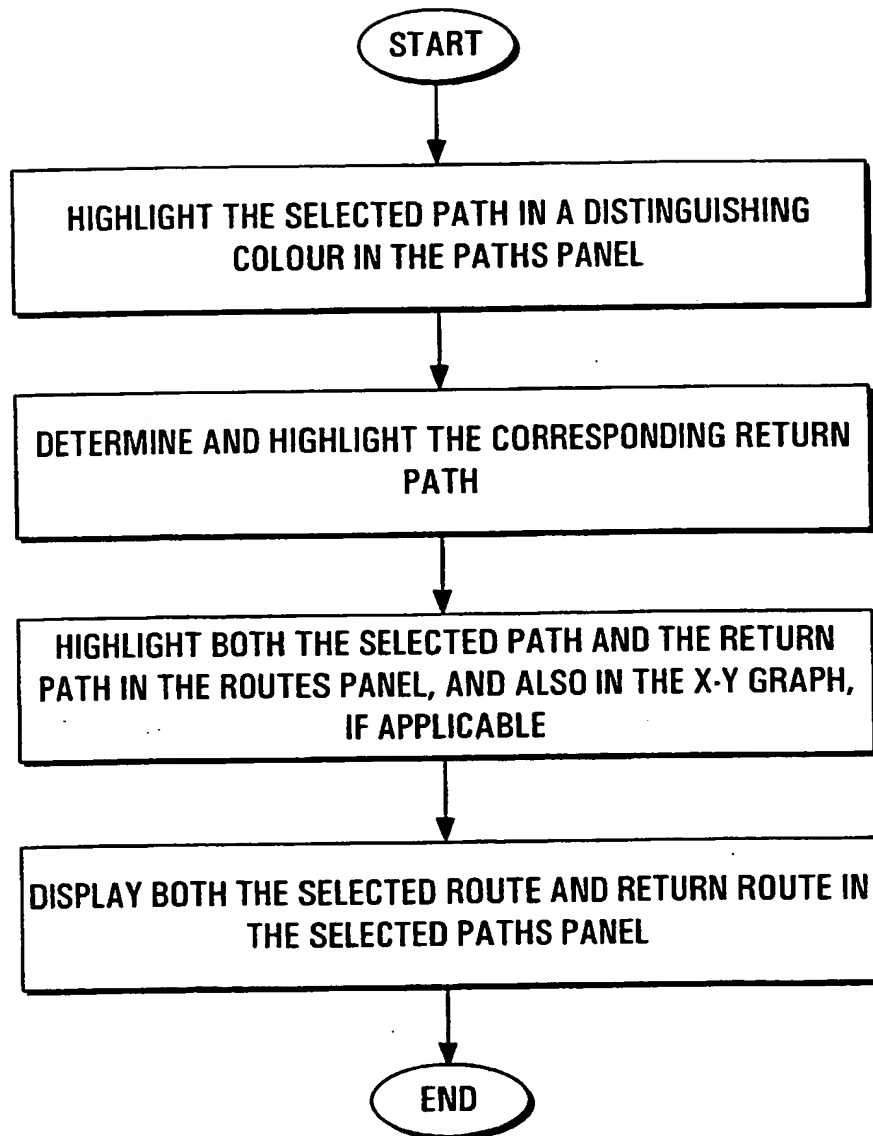 START
HIGHLIGHT THE SELECTED PATH IN A DISTINGUISHING
COLOUR IN THE PATHS PANEL
DETERMINE AND HIGHLIGHT THE CORRESPONDING RETURN
PATH
HIGHLIGHT BOTH THE SELECTED PATH AND THE RETURN
PATH IN THE ROUTES PANEL, AND ALSO IN THE X-Y GRAPH,
IF APPLICABLE
DISPLAY BOTH THE SELECTED ROUTE AND RETURN ROUTE IN
THE SELECTED PATHS PANEL
END